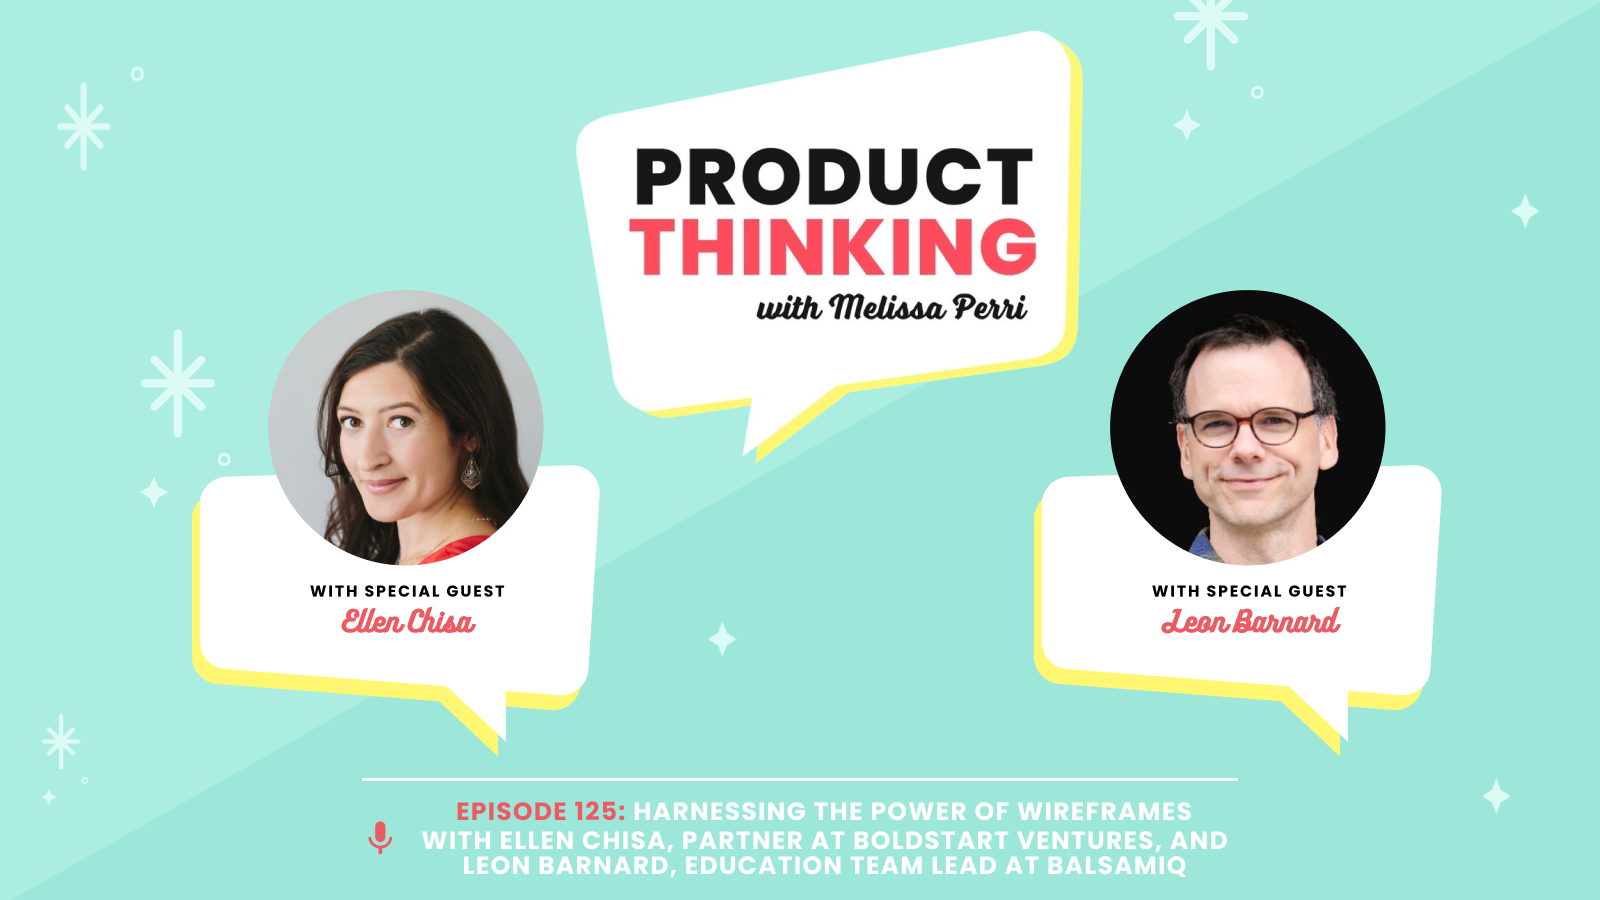 PRODUCT
THINKING
with Melissa Perri
WITH SPECIAL GUEST
Ellen Chisa
WITH SPECIAL GUEST
Leon Barnard
EPISODE 125: HARNESSING THE POWER OF WIREFRAMES
WITH ELLEN CHISA, PARTNER AT BOLDSTART VENTURES, AND
LEON BARNARD, EDUCATION TEAM LEAD AT BALSAMIQ